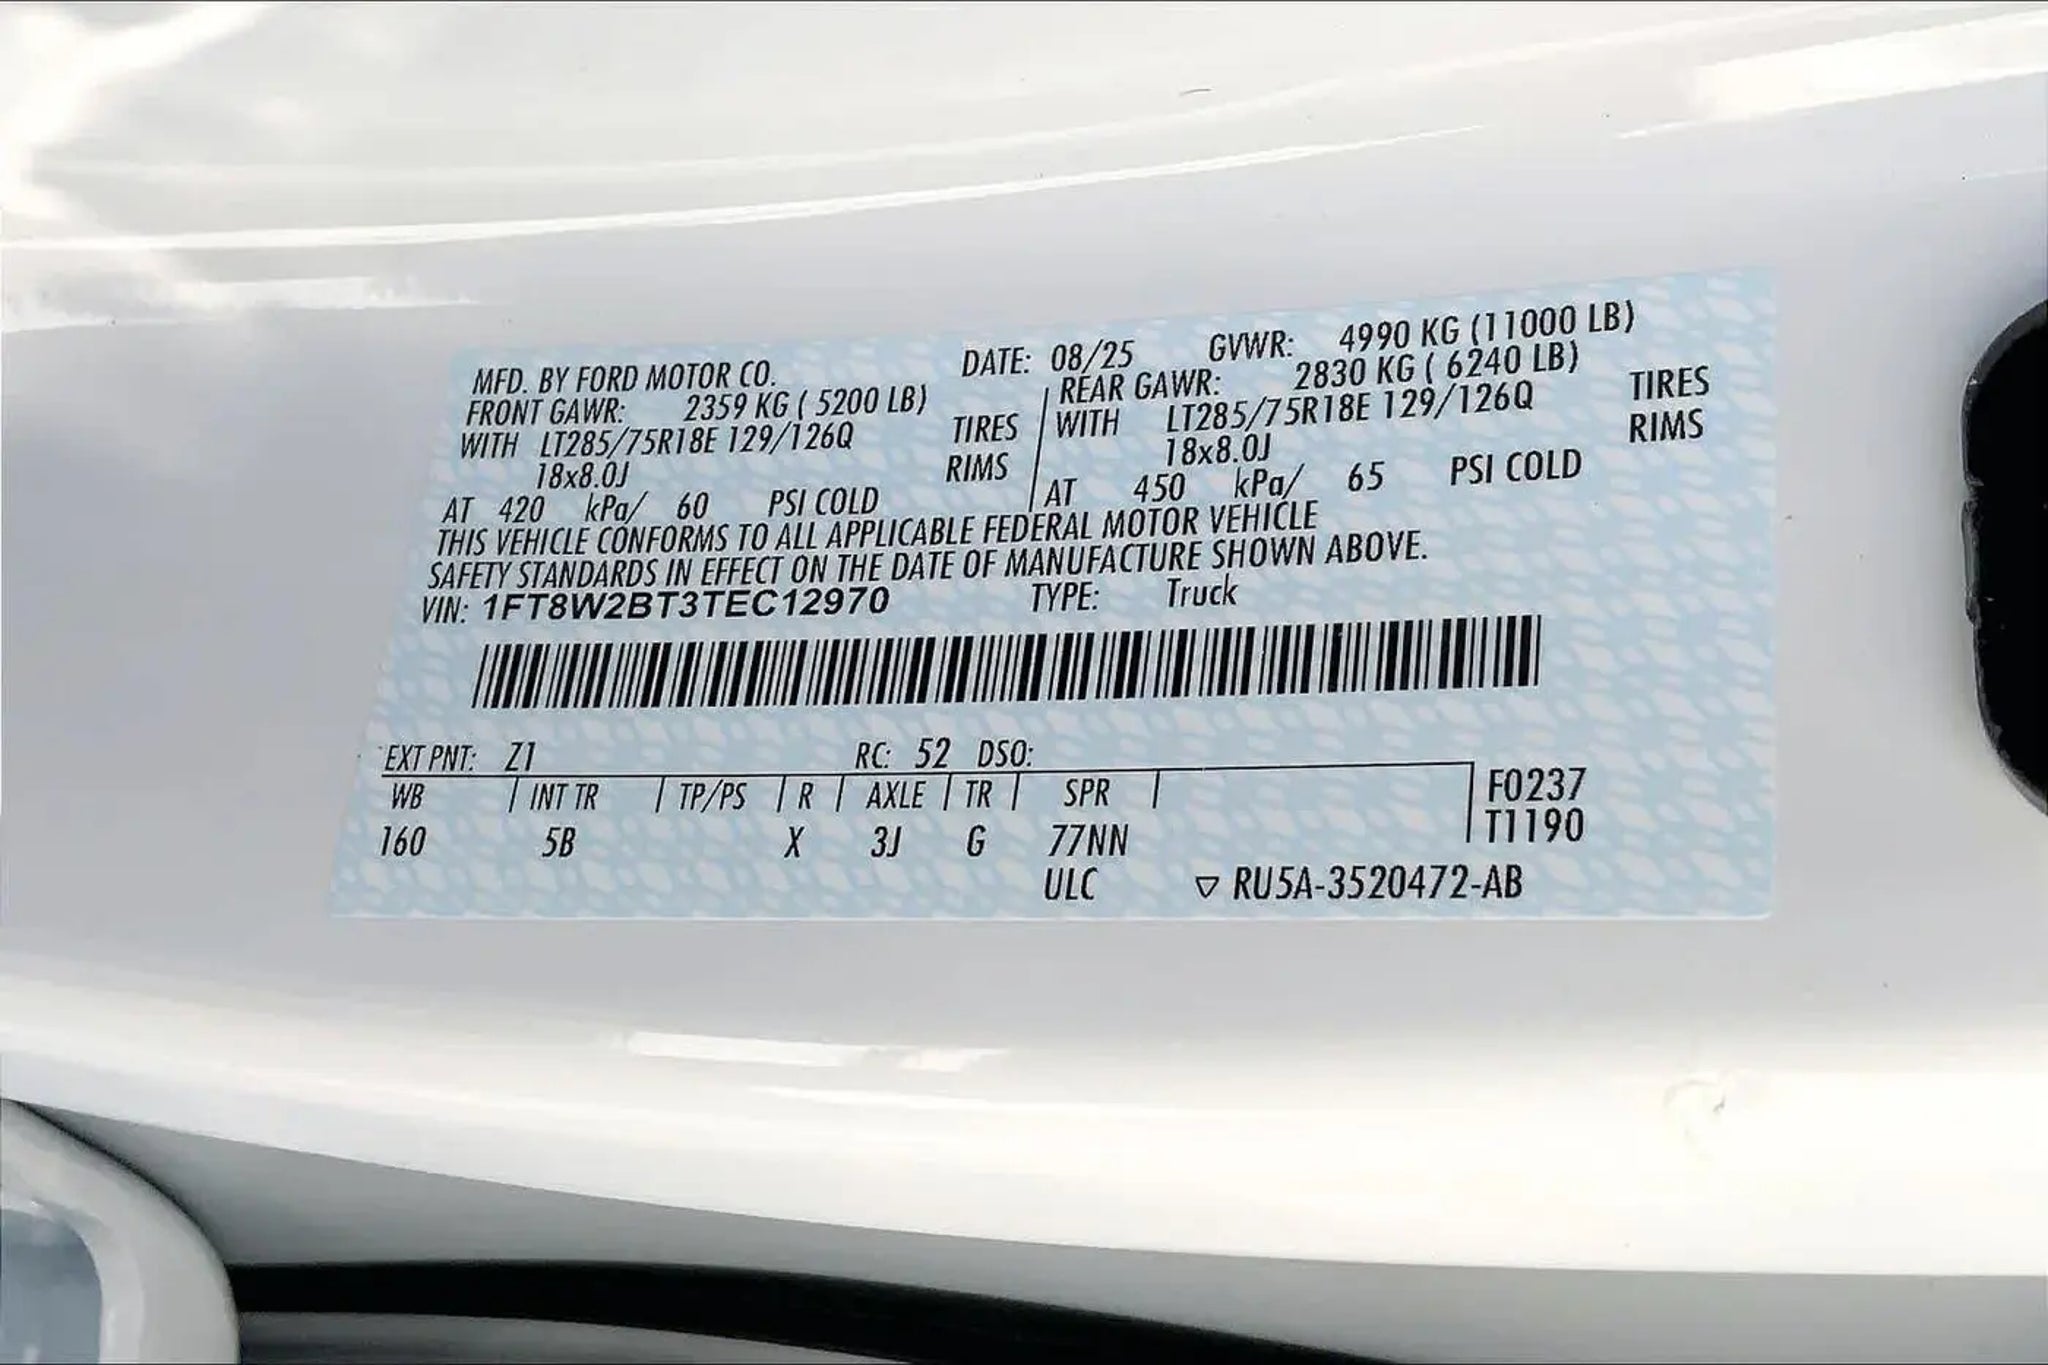 MFD. BY FORD MOTOR CO. DATE: 08/25 GVWR: 4990 KG (11000 LB)
FRONT GAWR: 2359 KG ( 5200 LB) REAR GAWR: 2830 KG ( 6240 LB)
WITH LT285/75R18E 129/126Q TIRES WITH LT285/75R18E 129/126Q TIRES
18x8.0J RIMS 18x8.0J RIMS
AT 420 kPa/ 60 PSI COLD AT 450 kPa/ 65 PSI COLD
THIS VEHICLE CONFORMS TO ALL APPLICABLE FEDERAL MOTOR VEHICLE
SAFETY STANDARDS IN EFFECT ON THE DATE OF MANUFACTURE SHOWN ABOVE.
VIN: 1FT8W2BT3TEC12970 TYPE: Truck
EXT PNT: Z1 RC: 52 DSO:
WB INT TR TP/PS R AXLE TR SPR F0237
160 5B X 3J G 77NN T1190
ULC ▽ RU5A-3520472-AB